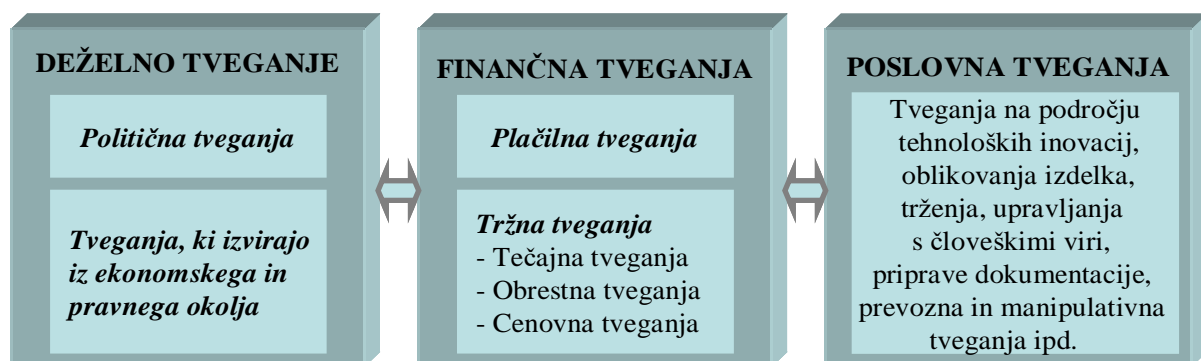 DEŽELNO TVEGANJE
Politična tveganja
Tveganja, ki izvirajo
iz ekonomskega in
pravnega okolja
FINANČNA TVEGANJA
Plačilna tveganja
Tržna tveganja
- Tečajna tveganja
- Obrestna tveganja
- Cenovna tveganja
POSLOVNA TVEGANJA
Tveganja na področju
tehnoloških inovacij,
oblikovanja izdelka,
trženja, upravljanja
s človeškimi viri,
priprave dokumentacije,
prevozna in manipulativna
tveganja ipd.